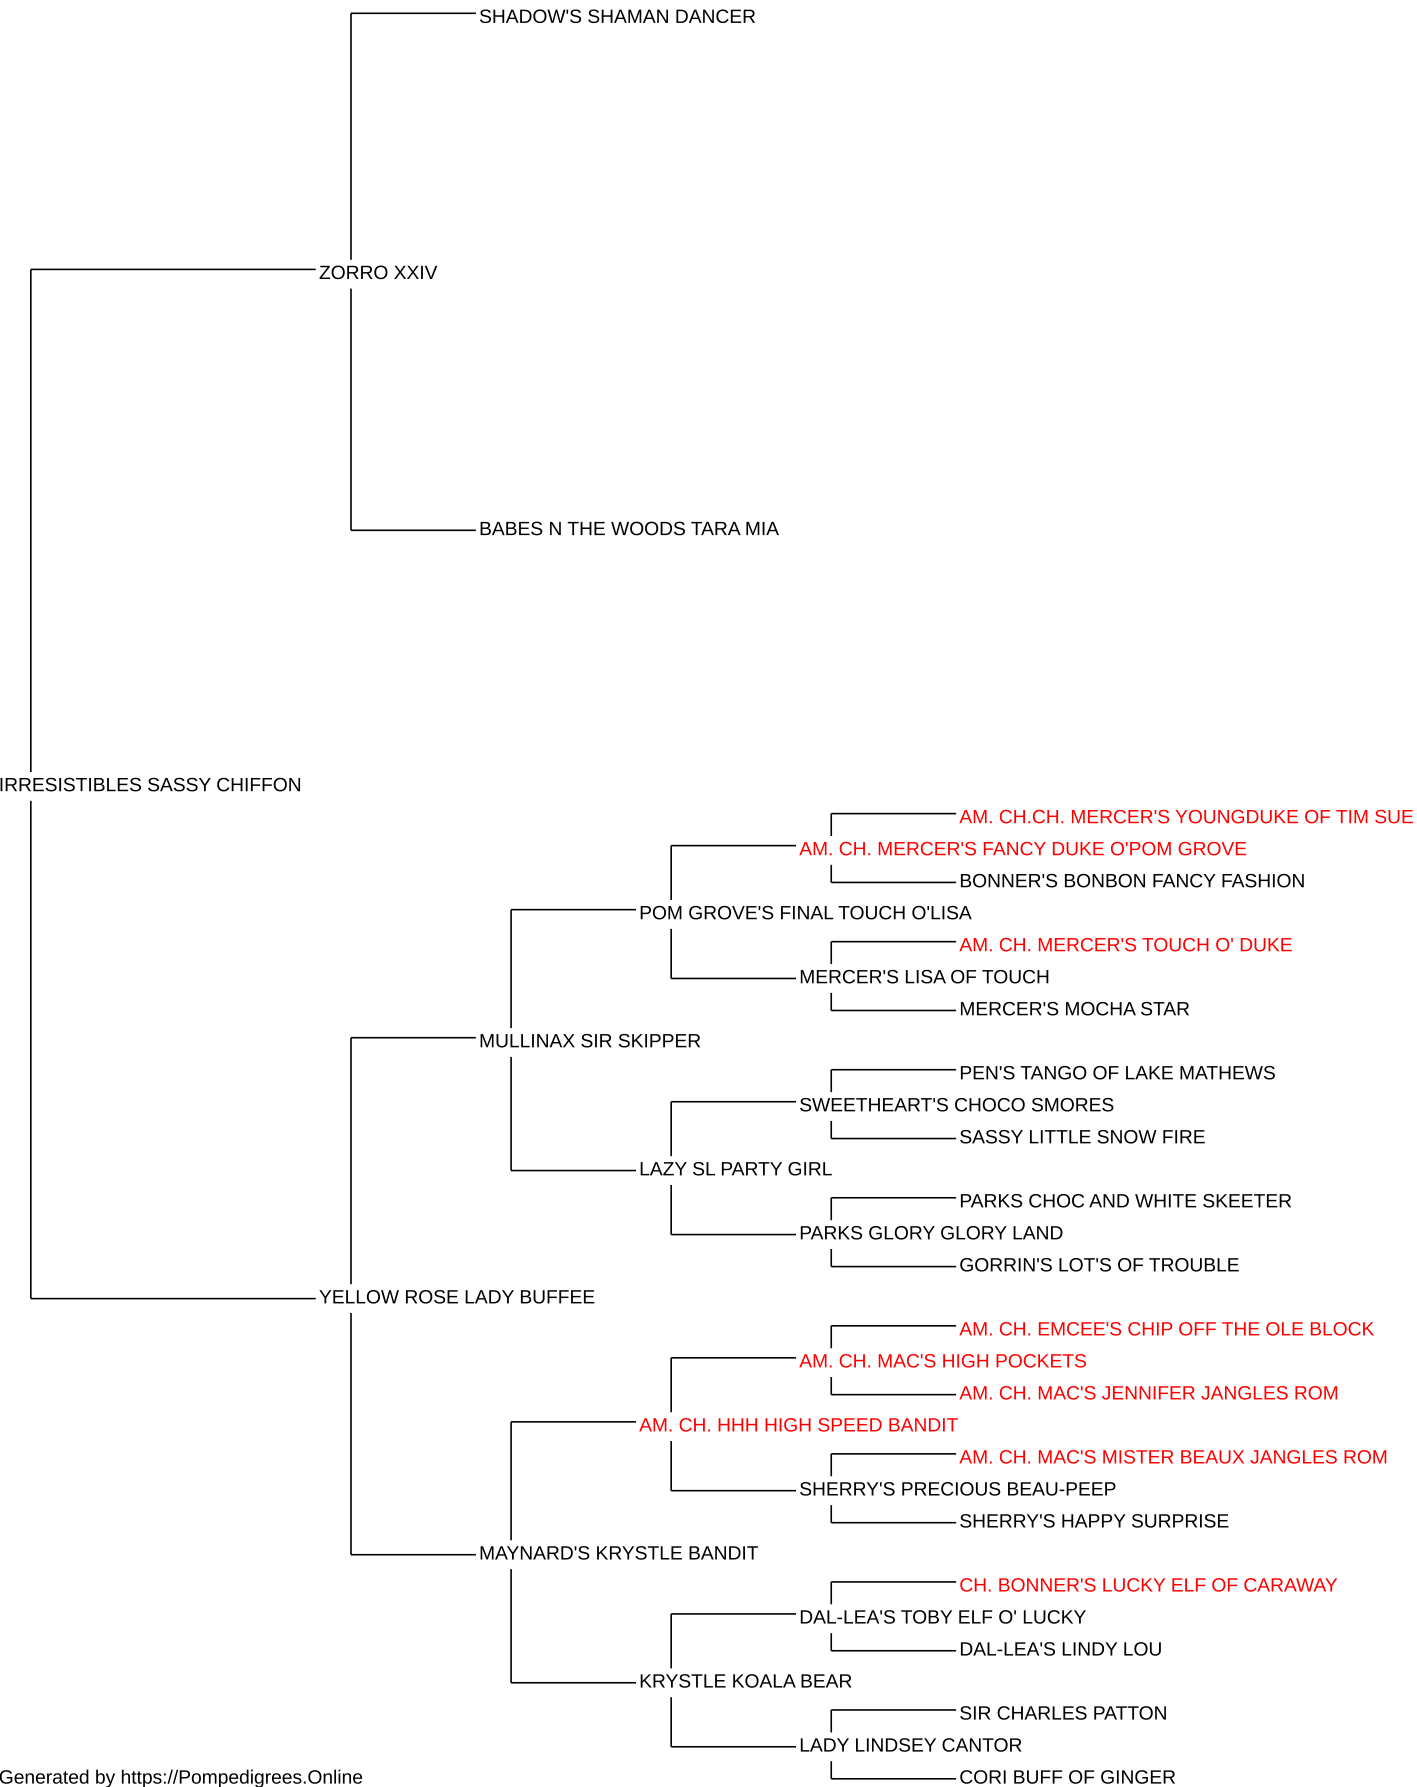 SHADOW'S SHAMAN DANCER
ZORRO XXIV
BABES N THE WOODS TARA MIA
IRRESISTIBLES SASSY CHIFFON
AM. CH.CH. MERCER'S YOUNGDUKE OF TIM SUE
AM. CH. MERCER'S FANCY DUKE O'POM GROVE
BONNER'S BONBON FANCY FASHION
POM GROVE'S FINAL TOUCH O'LISA
AM. CH. MERCER'S TOUCH O' DUKE
MERCER'S LISA OF TOUCH
MERCER'S MOCHA STAR
MULLINAX SIR SKIPPER
PEN'S TANGO OF LAKE MATHEWS
SWEETHEART'S CHOCO SMORES
SASSY LITTLE SNOW FIRE
LAZY SL PARTY GIRL
PARKS CHOC AND WHITE SKEETER
PARKS GLORY GLORY LAND
GORRIN'S LOT'S OF TROUBLE
YELLOW ROSE LADY BUFFEE
AM. CH. EMCEE'S CHIP OFF THE OLE BLOCK
AM. CH. MAC'S HIGH POCKETS
AM. CH. MAC'S JENNIFER JANGLES ROM
AM. CH. HHH HIGH SPEED BANDIT
AM. CH. MAC'S MISTER BEAUX JANGLES ROM
SHERRY'S PRECIOUS BEAU-PEEP
SHERRY'S HAPPY SURPRISE
MAYNARD'S KRYSTLE BANDIT
CH. BONNER'S LUCKY ELF OF CARAWAY
DAL-LEA'S TOBY ELF O' LUCKY
DAL-LEA'S LINDY LOU
KRYSTLE KOALA BEAR
SIR CHARLES PATTON
LADY LINDSEY CANTOR
CORI BUFF OF GINGER
Generated by https://Pompedigrees.Online